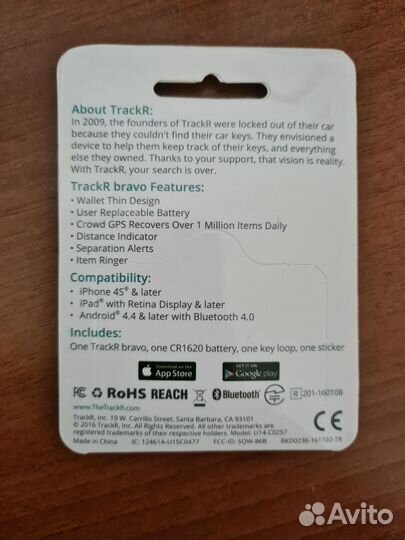 About TrackR:
In 2009, the founders of TrackR were locked out of their car
because they couldn't find their car keys. They envisioned a
device to help them keep track of their keys, and everything
else they owned. Thanks to your support, that vision is reality.
With TrackR, your search is over.
TrackR bravo Features:
• Wallet Thin Design
• User Replaceable Battery
• Crowd GPS Recovers Over 1 Million Items Daily
• Distance Indicator
• Separation Alerts
• Item Ringer
Compatibility:
• iPhone 4S® & later
• iPad® with Retina Display & later
• Android® 4.4 & later with Bluetooth 4.0
Includes:
One TrackR bravo, one CR1620 battery, one key loop, one sticker
Download on the App Store
GET IT ON Google play
FC RoHS REACH Bluetooth® R 201-160108
www.TheTrackR.com
TrackR, Inc. 19 W. Carrillo Street, Santa Barbara, CA 93101
© 2016 TrackR, Inc. All rights reserved. All other trademarks are
registered trademarks of their respective holders. Model: U14-C0257
Made in China IC: 12461A-U15C0477 FCC-ID: SQW-86B BKD0236-161102-TR
CE
Avito